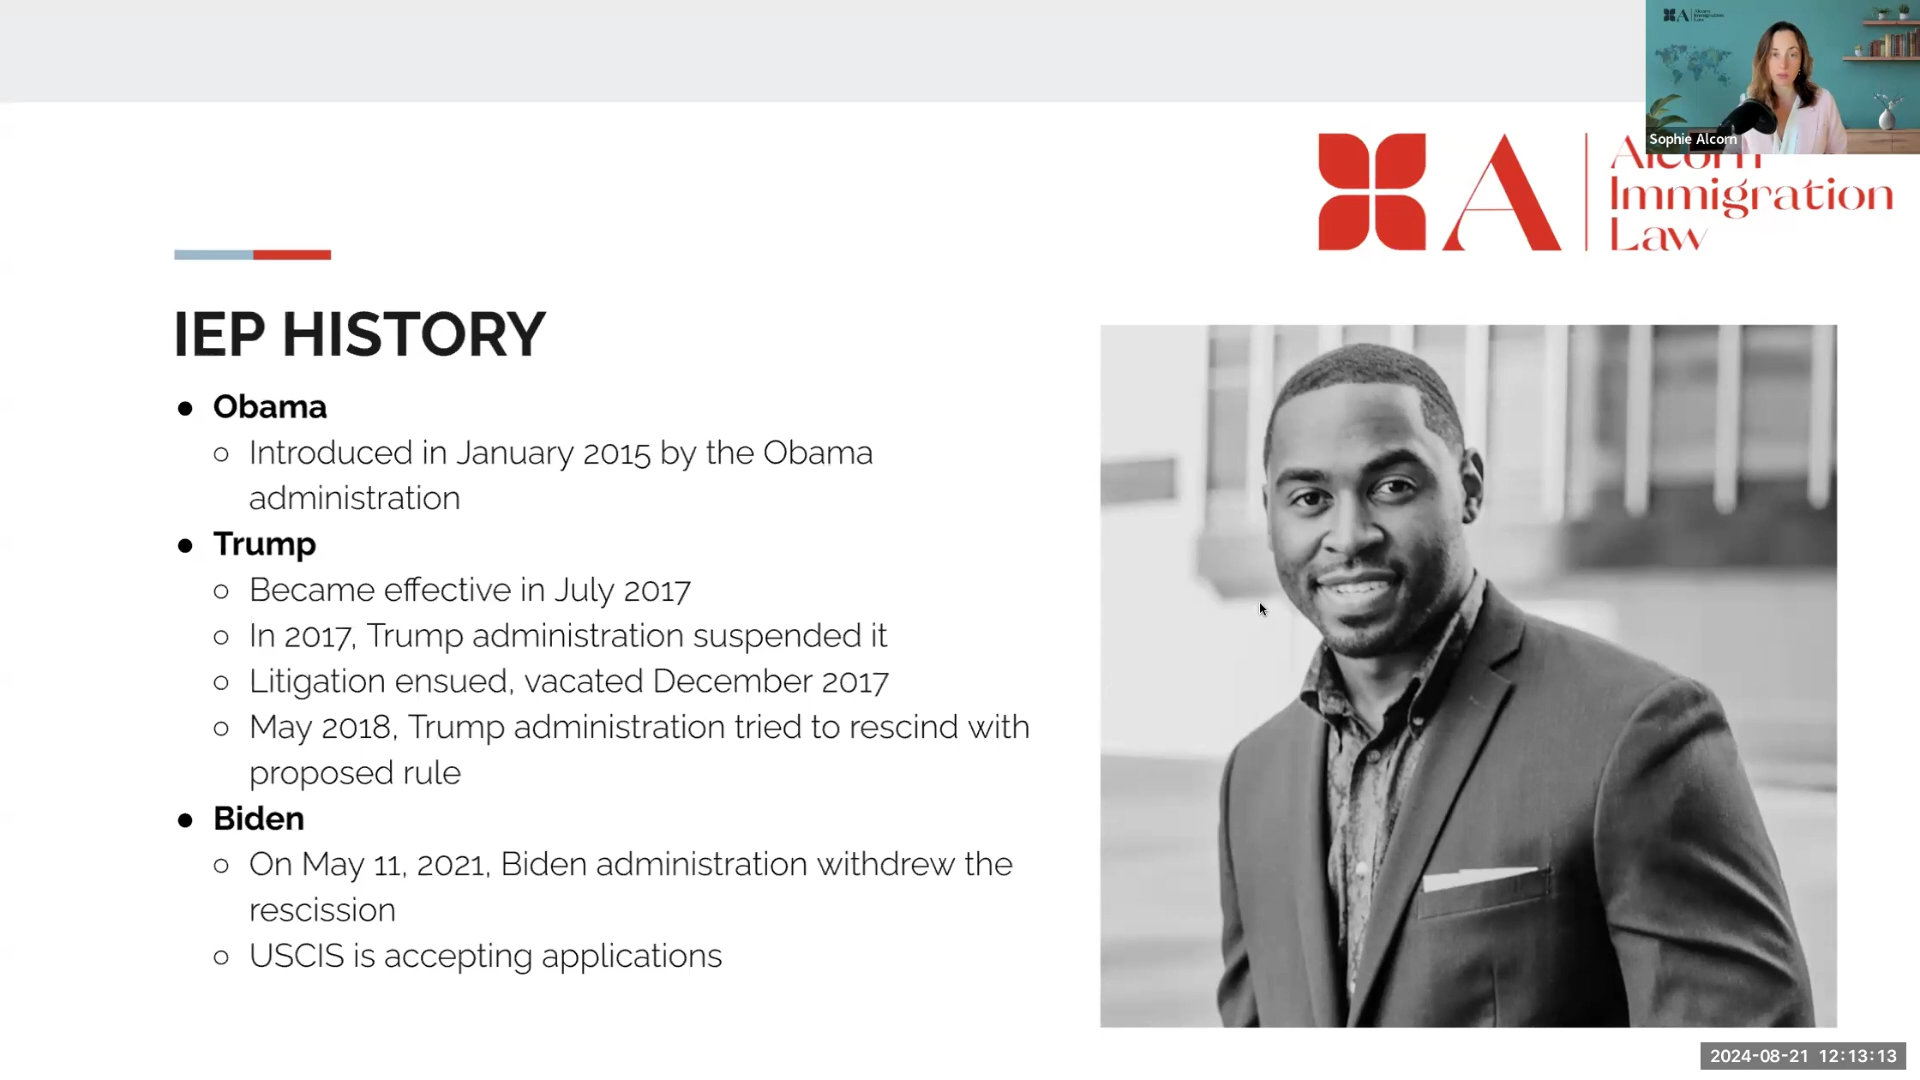 Sophie Alcorn
A
Alcorn
Immigration
Law
IEP HISTORY
● Obama
○ Introduced in January 2015 by the Obama
administration
● Trump
○ Became effective in July 2017
○ In 2017, Trump administration suspended it
○ Litigation ensued, vacated December 2017
○ May 2018, Trump administration tried to rescind with
proposed rule
● Biden
○ On May 11, 2021, Biden administration withdrew the
rescission
○ USCIS is accepting applications
2024-08-21 12:13:13